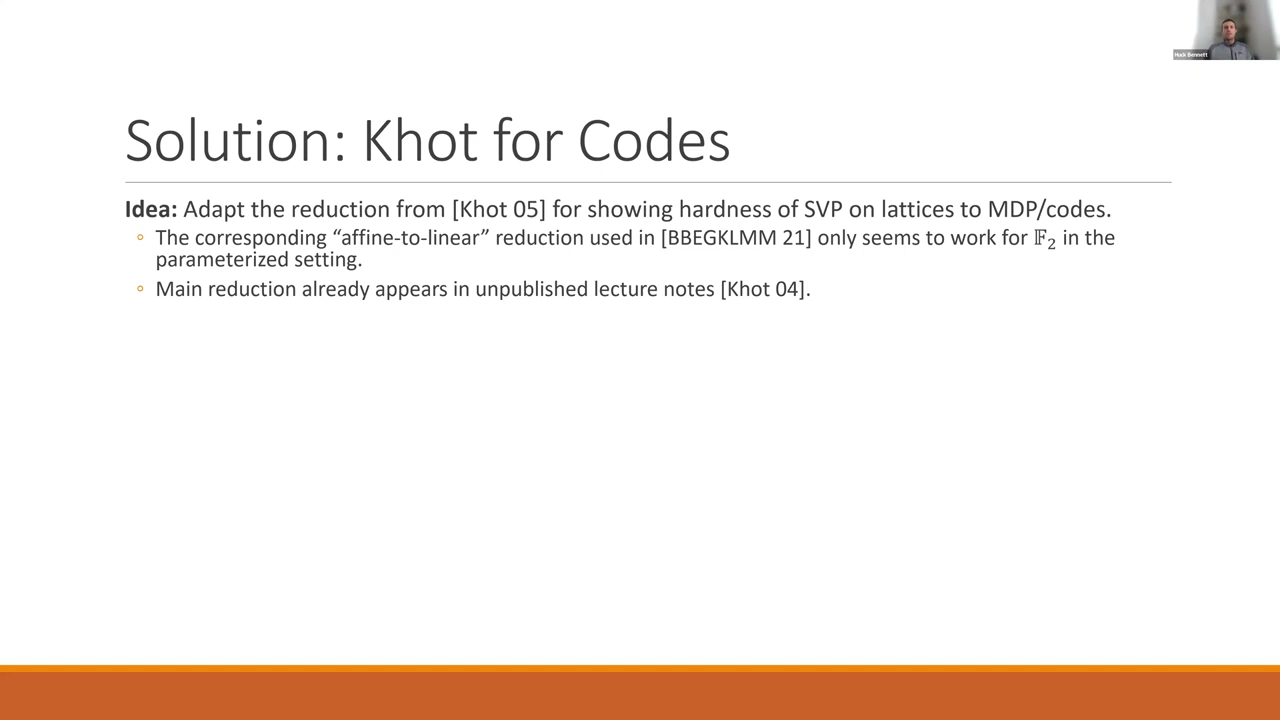 Huck Bennett
Solution: Khot for Codes
Idea: Adapt the reduction from [Khot 05] for showing hardness of SVP on lattices to MDP/codes.
◦ The corresponding “affine-to-linear” reduction used in [BBEGKLMM 21] only seems to work for 𝔽₂ in the
parameterized setting.
◦ Main reduction already appears in unpublished lecture notes [Khot 04].